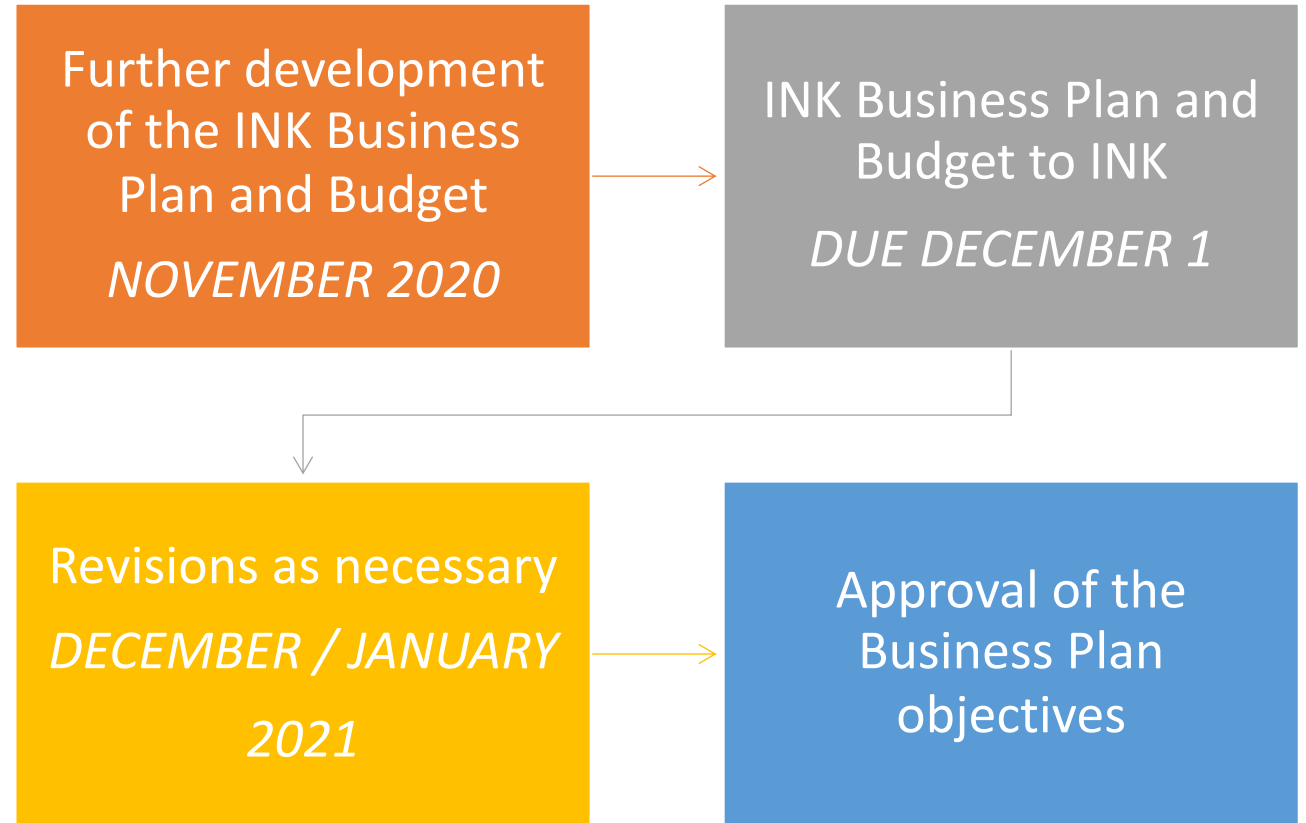 Further development
of the INK Business
Plan and Budget
NOVEMBER 2020
INK Business Plan and
Budget to INK
DUE DECEMBER 1
Revisions as necessary
DECEMBER / JANUARY
2021
Approval of the
Business Plan
objectives